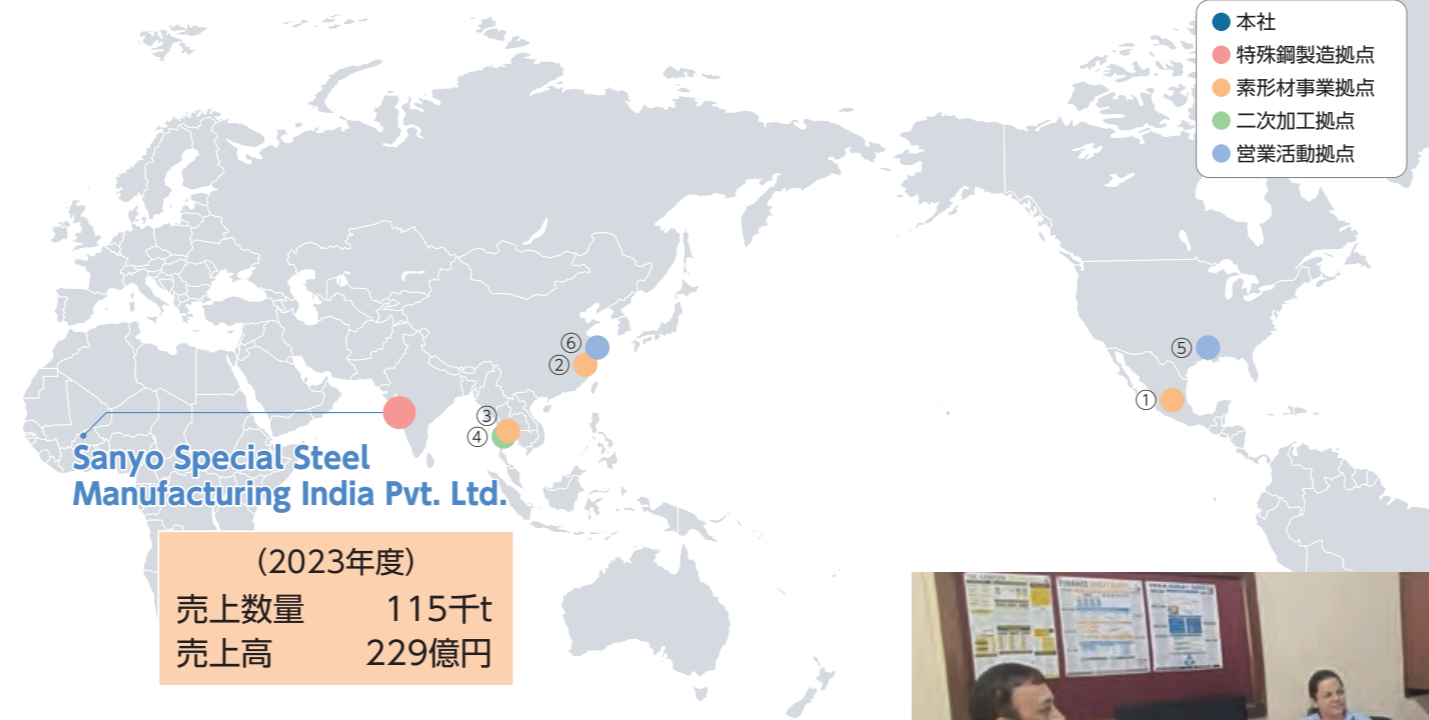 本社
特殊鋼製造拠点
素形材事業拠点
二次加工拠点
営業活動拠点
⑥
②
⑤
①
③
④
Sanyo Special Steel
Manufacturing India Pvt. Ltd.
（2023年度）
売上数量 115千t
売上高 229億円